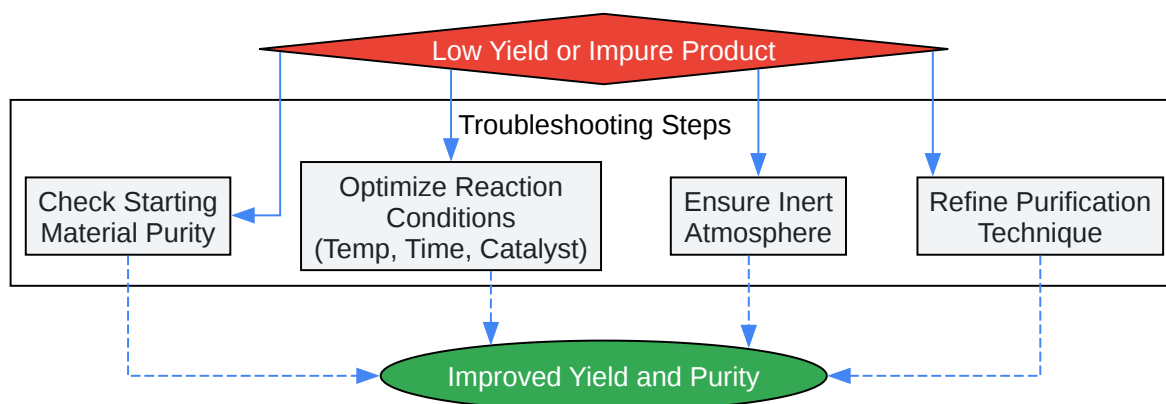 Low Yield or Impure Product
Troubleshooting Steps
Check Starting
Material Purity
Optimize Reaction
Conditions
(Temp, Time, Catalyst)
Ensure Inert
Atmosphere
Refine Purification
Technique
Improved Yield and Purity